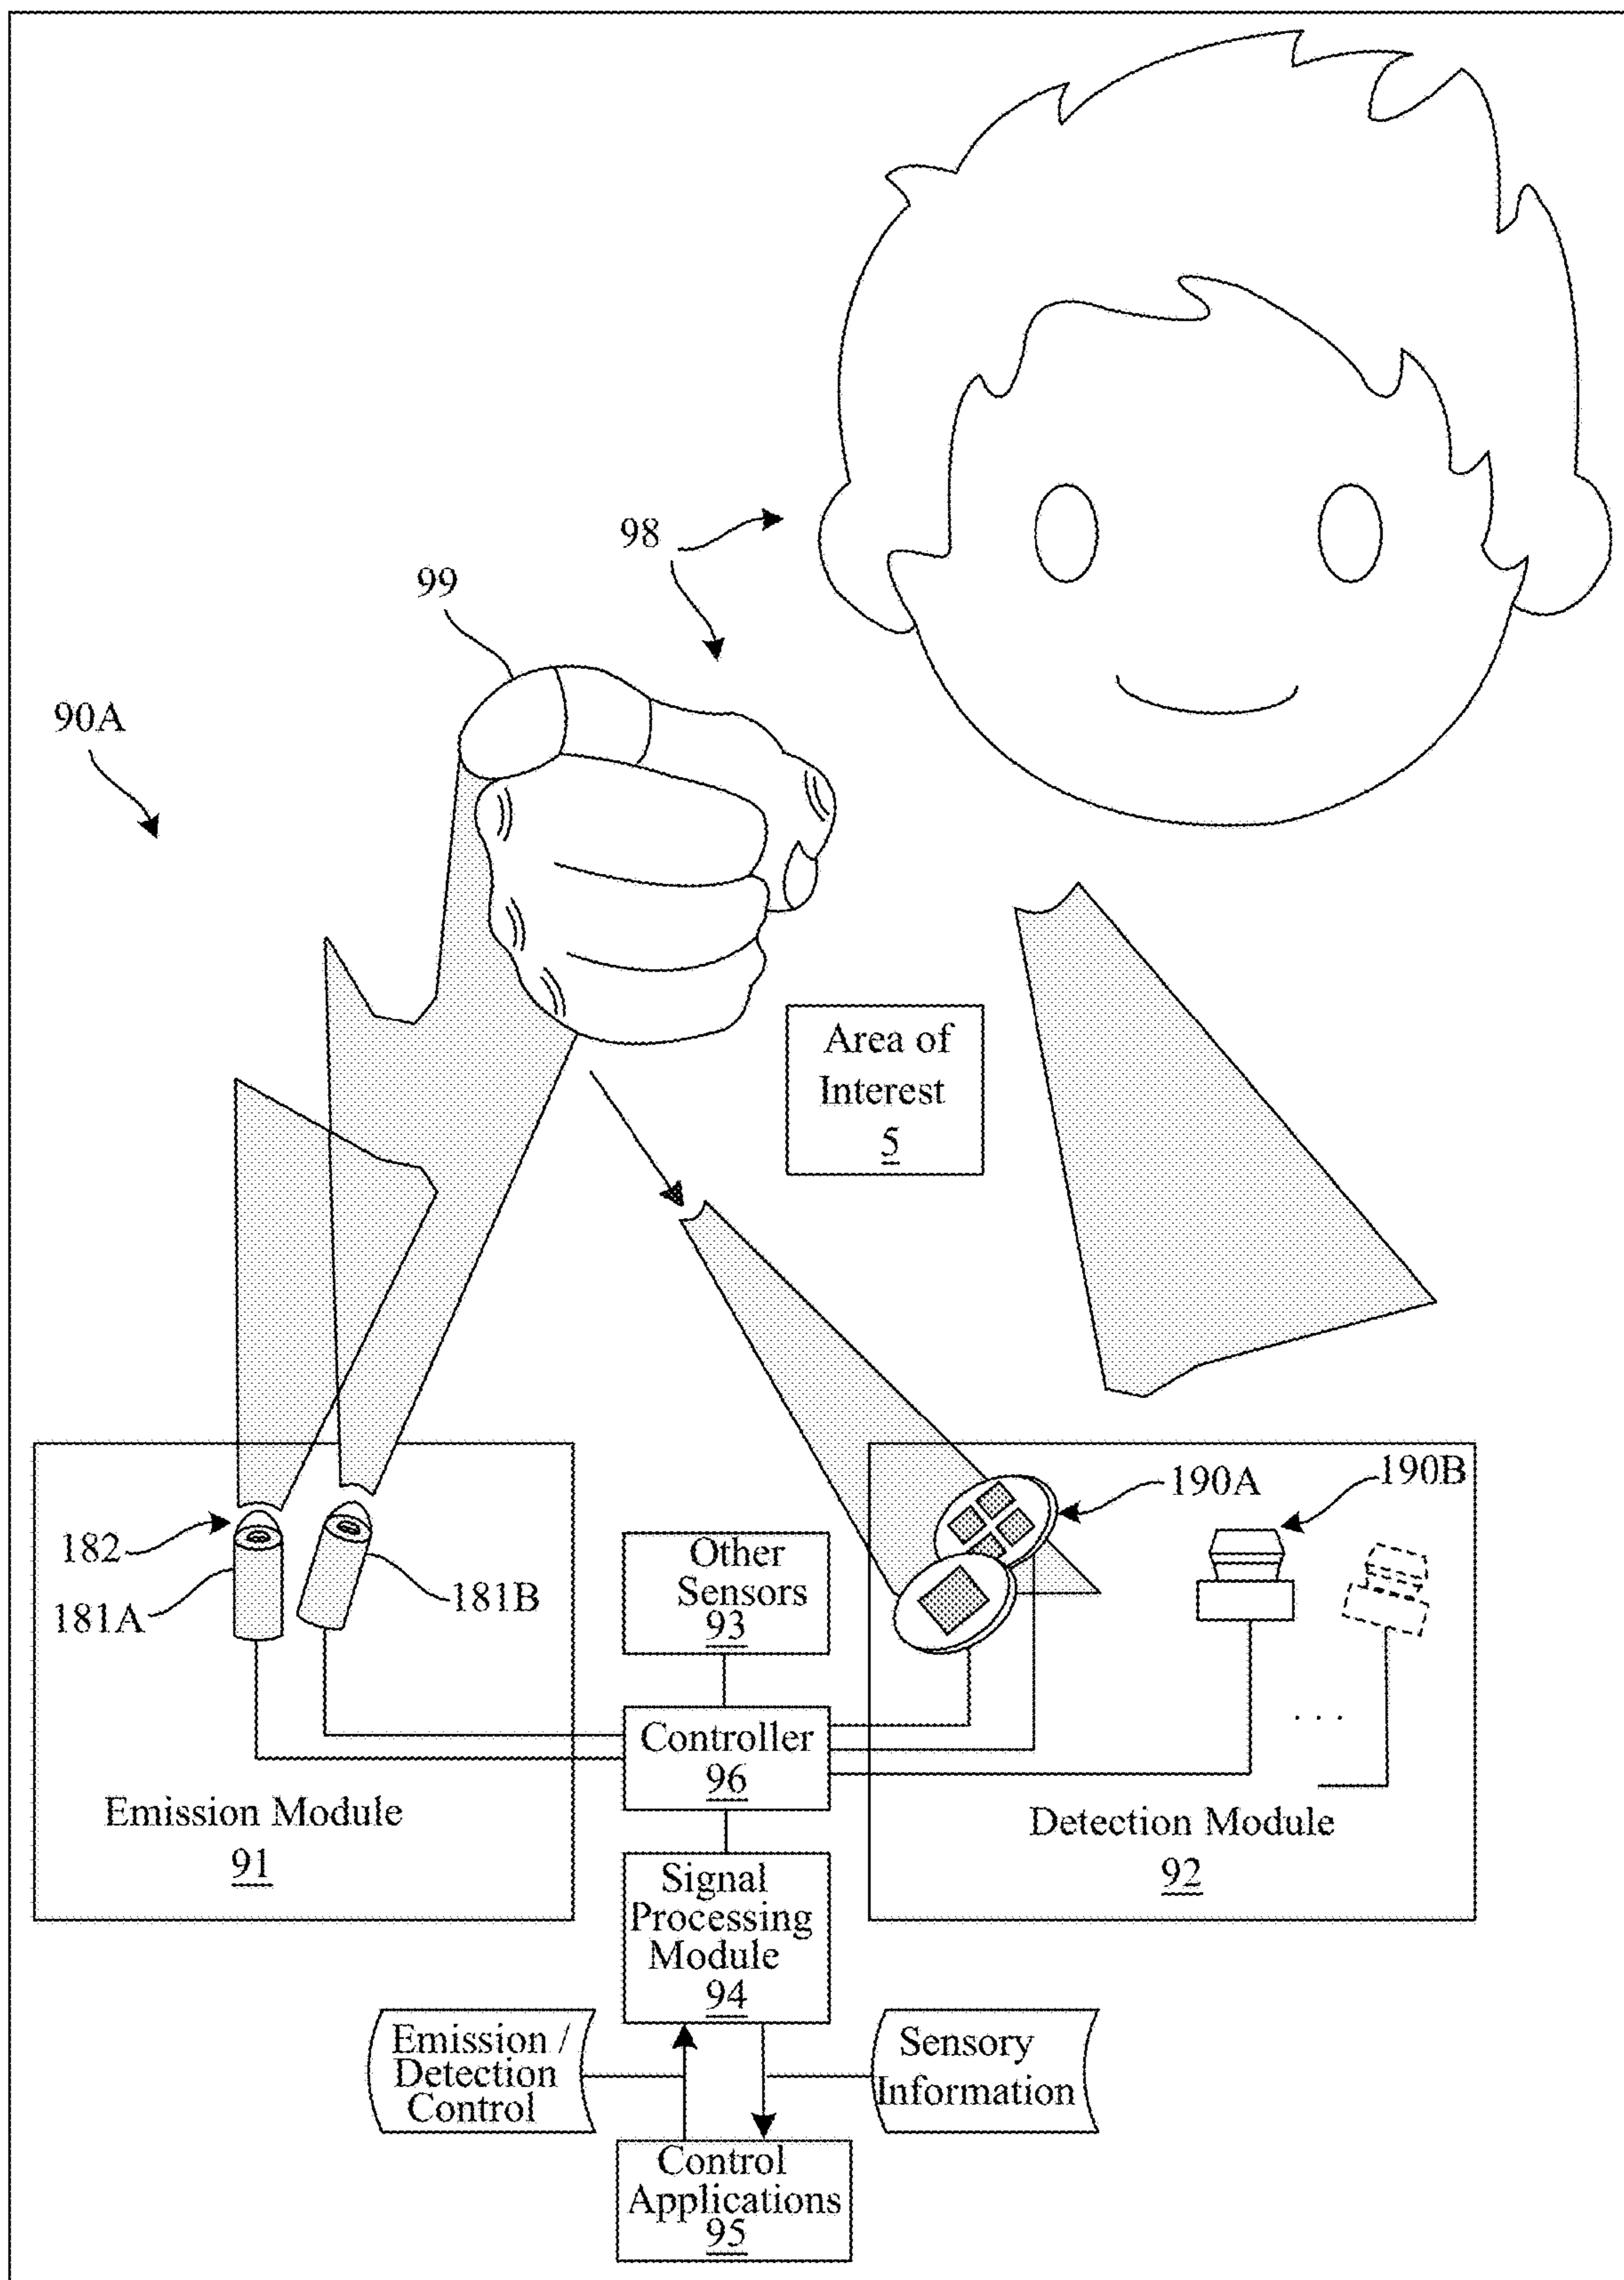 98
99
90A
Area of
Interest
5
190A
190B
182
181A
181B
Other
Sensors
93
Controller
96
Emission Module
91
Detection Module
92
. . .
Signal
Processing
Module
94
Emission /
Detection
Control
Sensory
Information
Control
Applications
95